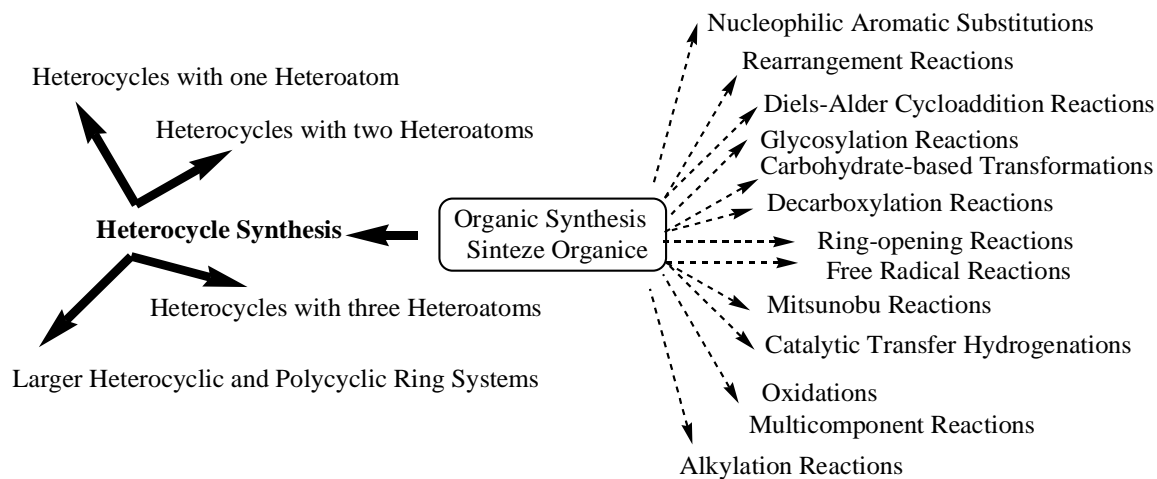 Nucleophilic Aromatic Substitutions
Rearrangement Reactions
Heterocycles with one Heteroatom
Diels-Alder Cycloaddition Reactions
Heterocycles with two Heteroatoms
Glycosylation Reactions
Carbohydrate-based Transformations
Decarboxylation Reactions
Organic Synthesis
Heterocycle Synthesis
Sinteze Organice
Ring-opening Reactions
Free Radical Reactions
Heterocycles with three Heteroatoms
Mitsunobu Reactions
Catalytic Transfer Hydrogenations
Larger Heterocyclic and Polycyclic Ring Systems
Oxidations
Multicomponent Reactions
Alkylation Reactions